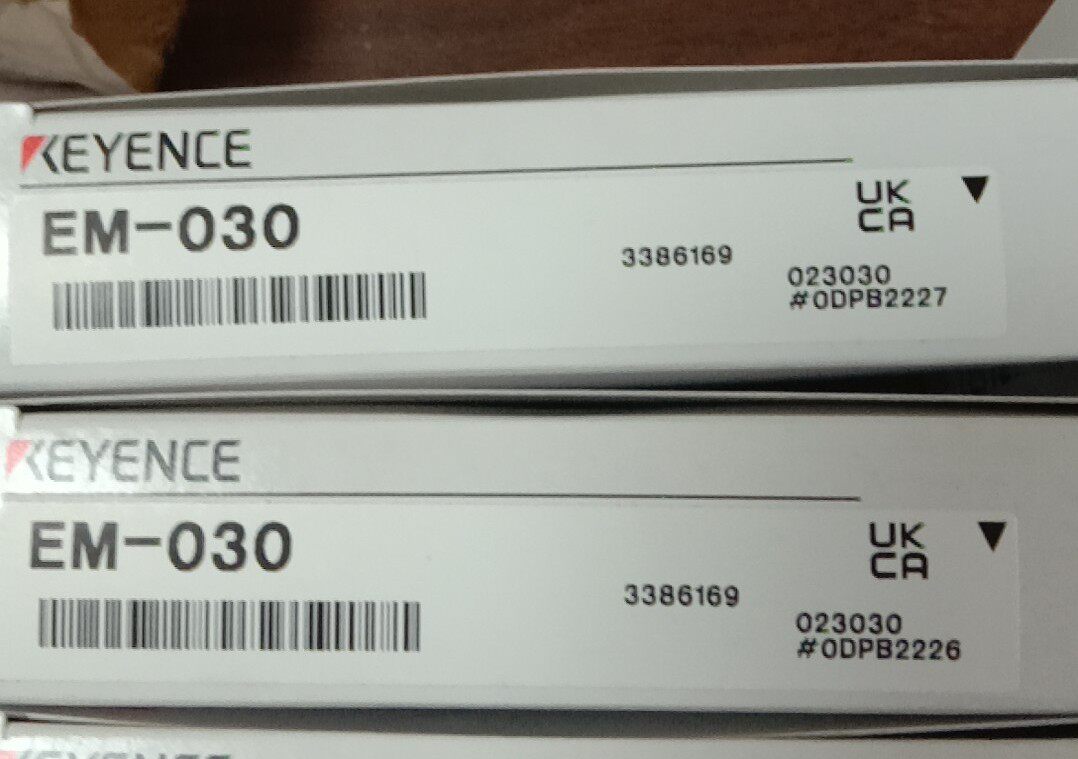 KEYENCE
EM-030
UK
CA
3386169
023030
#0DPB2227
KEYENCE
EM-030
UK
CA
3386169
023030
#0DPB2226